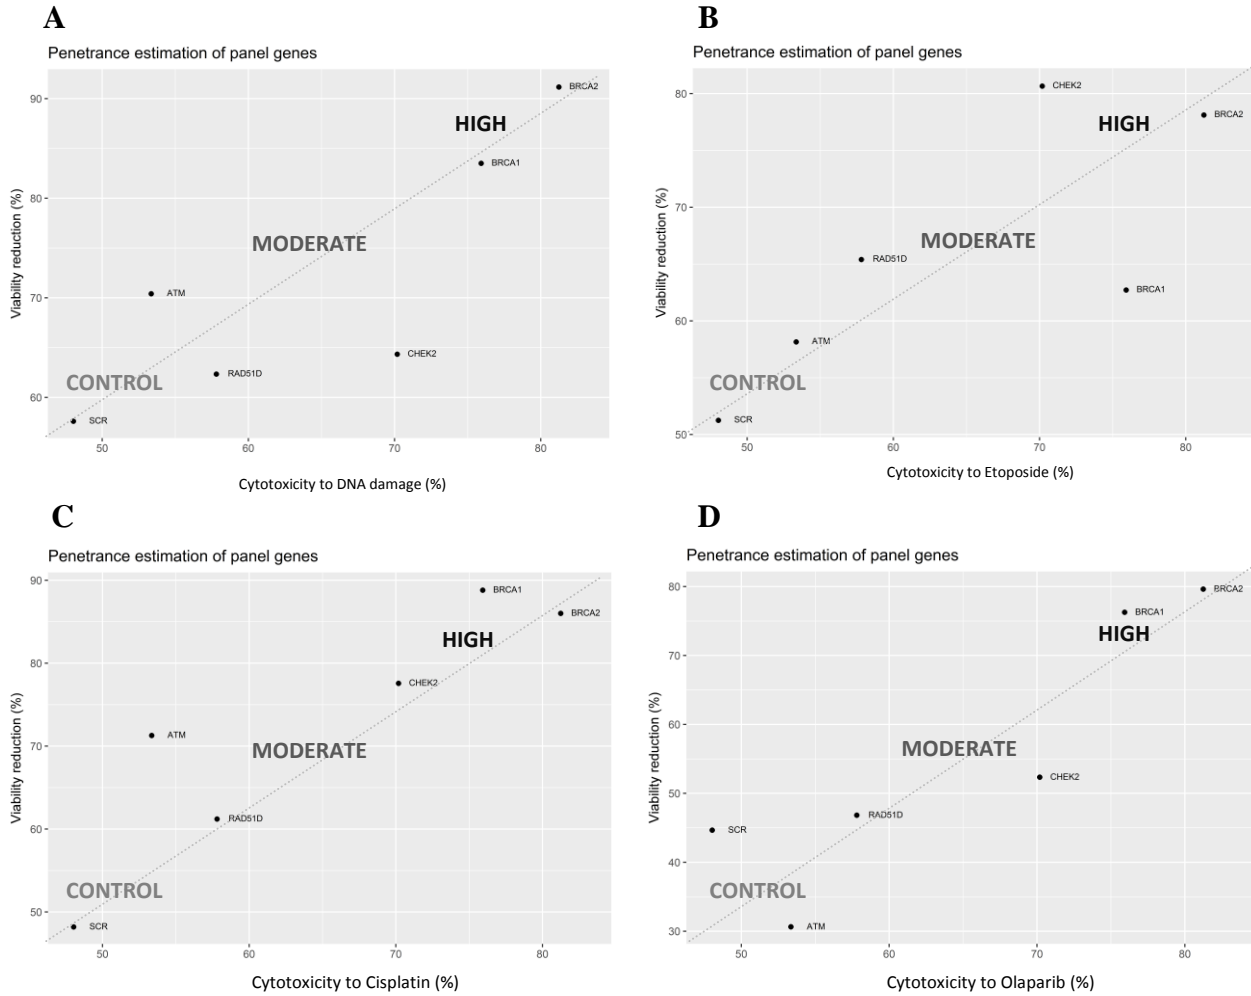 A
Penetrance estimation of panel genes
Viability reduction (%)
90
80
70
60
BRCA2
HIGH
BRCA1
MODERATE
ATM
CHEK2
RAD51D
CONTROL
SCR
50
60
70
80
Cytotoxicity to DNA damage (%)
B
Penetrance estimation of panel genes
Viability reduction (%)
80
70
60
50
CHEK2
BRCA2
HIGH
MODERATE
RAD51D
BRCA1
ATM
CONTROL
SCR
50
60
70
80
Cytotoxicity to Etoposide (%)
C
Penetrance estimation of panel genes
Viability reduction (%)
90
80
70
60
50
BRCA1
BRCA2
HIGH
CHEK2
ATM
MODERATE
RAD51D
CONTROL
SCR
50
60
70
80
Cytotoxicity to Cisplatin (%)
D
Penetrance estimation of panel genes
Viability reduction (%)
80
70
60
50
40
30
BRCA2
BRCA1
HIGH
MODERATE
CHEK2
RAD51D
SCR
CONTROL
ATM
50
60
70
80
Cytotoxicity to Olaparib (%)